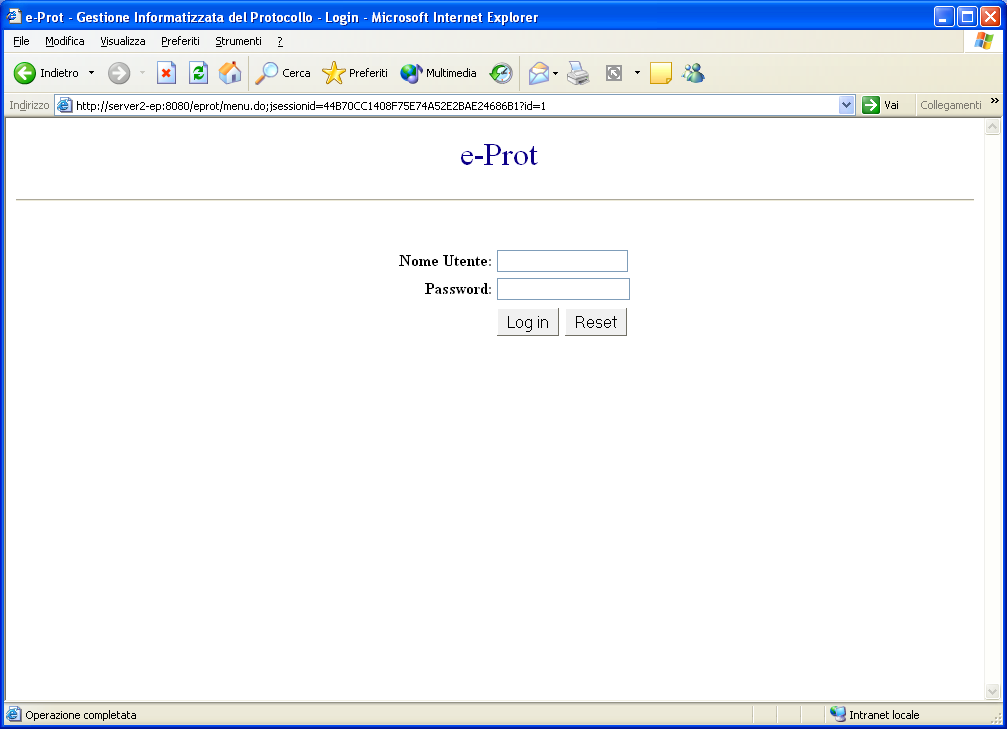 e-Prot - Gestione Informatizzata del Protocollo - Login - Microsoft Internet Explorer
File Modifica Visualizza Preferiti Strumenti ?
Indietro Cerca Preferiti Multimedia
Indirizzo http://server2-ep:8080/eprot/menu.do;jsessionid=44B70CC1408F75E74A52E2BAE24686B1?id=1 Vai Collegamenti »
e-Prot
Nome Utente:
Password:
Log in Reset
Operazione completata Intranet locale